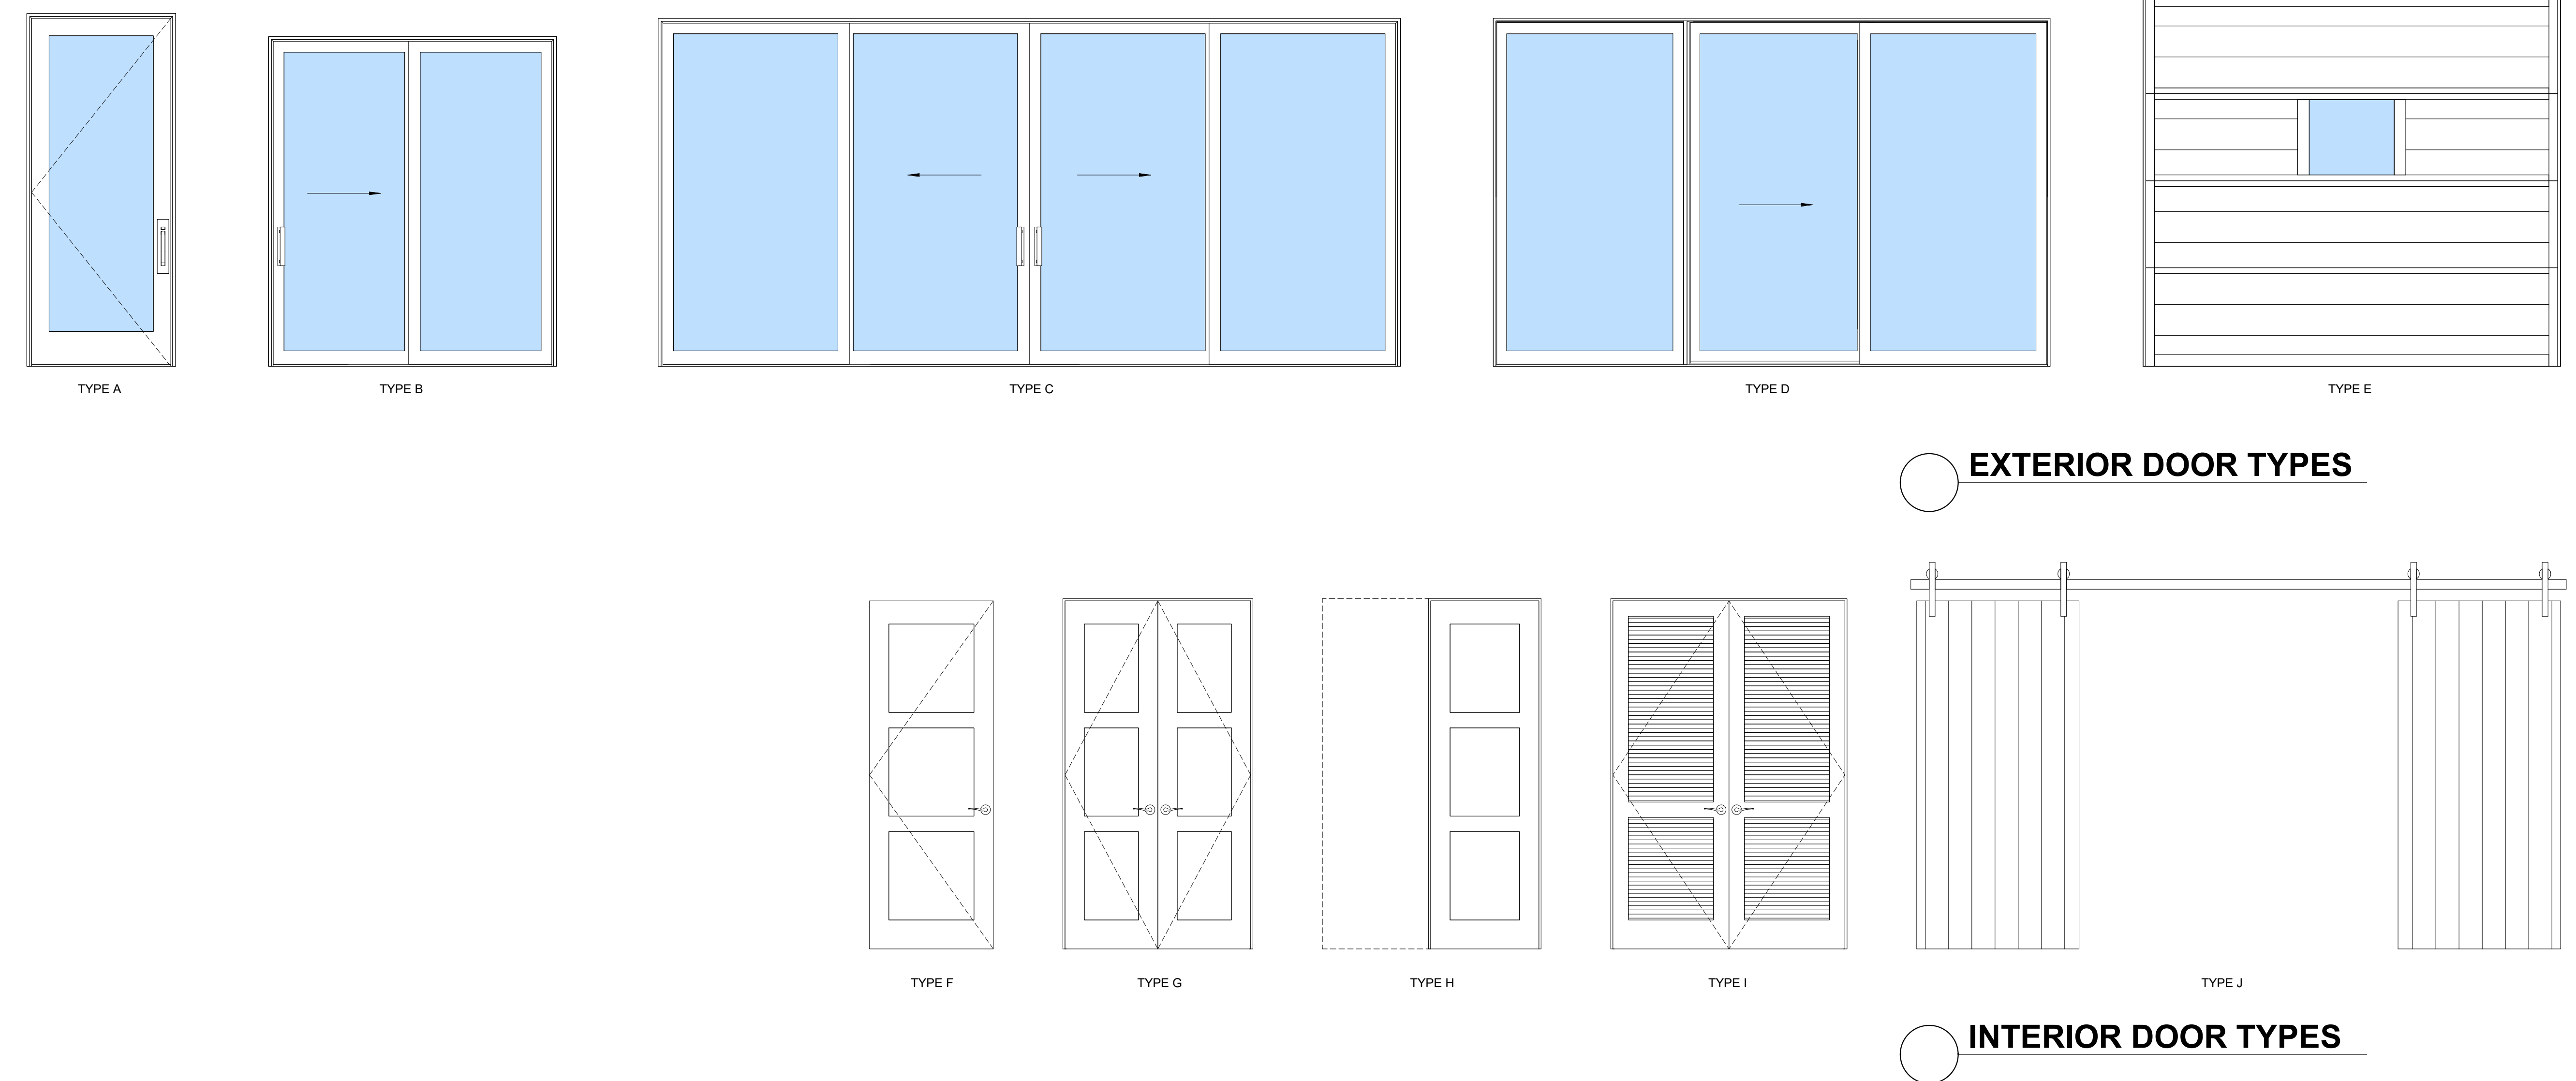 TYPE A
TYPE B
TYPE C
TYPE D
TYPE E
EXTERIOR DOOR TYPES
TYPE F
TYPE G
TYPE H
TYPE I
TYPE J
INTERIOR DOOR TYPES